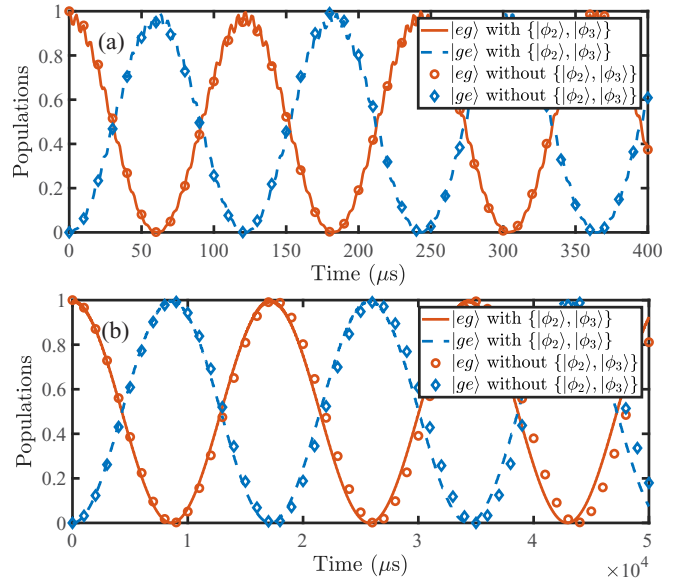 1
0.8
0.6
0.4
0.2
0
Populations
(a)
|eg⟩ with {|ϕ₂⟩, |ϕ₃⟩}
|ge⟩ with {|ϕ₂⟩, |ϕ₃⟩}
|eg⟩ without {|ϕ₂⟩, |ϕ₃⟩}
|ge⟩ without {|ϕ₂⟩, |ϕ₃⟩}
0 50 100 150 200 250 300 350 400
Time (μs)
1
0.8
0.6
0.4
0.2
0
Populations
(b)
|eg⟩ with {|ϕ₂⟩, |ϕ₃⟩}
|ge⟩ with {|ϕ₂⟩, |ϕ₃⟩}
|eg⟩ without {|ϕ₂⟩, |ϕ₃⟩}
|ge⟩ without {|ϕ₂⟩, |ϕ₃⟩}
0 1 2 3 4 5
Time (μs)
×10⁴